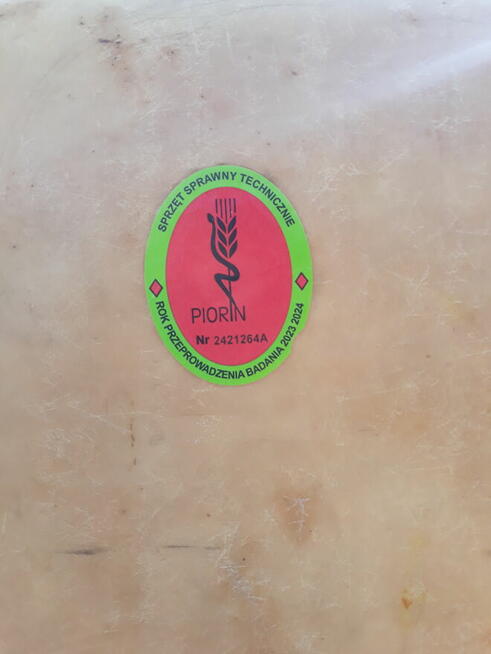 SPRZĘT SPRAWNY TECHNICZNIE
PIORIN
Nr 2421264A
ROK PRZEPROWADZENIA BADANIA 2023 2024